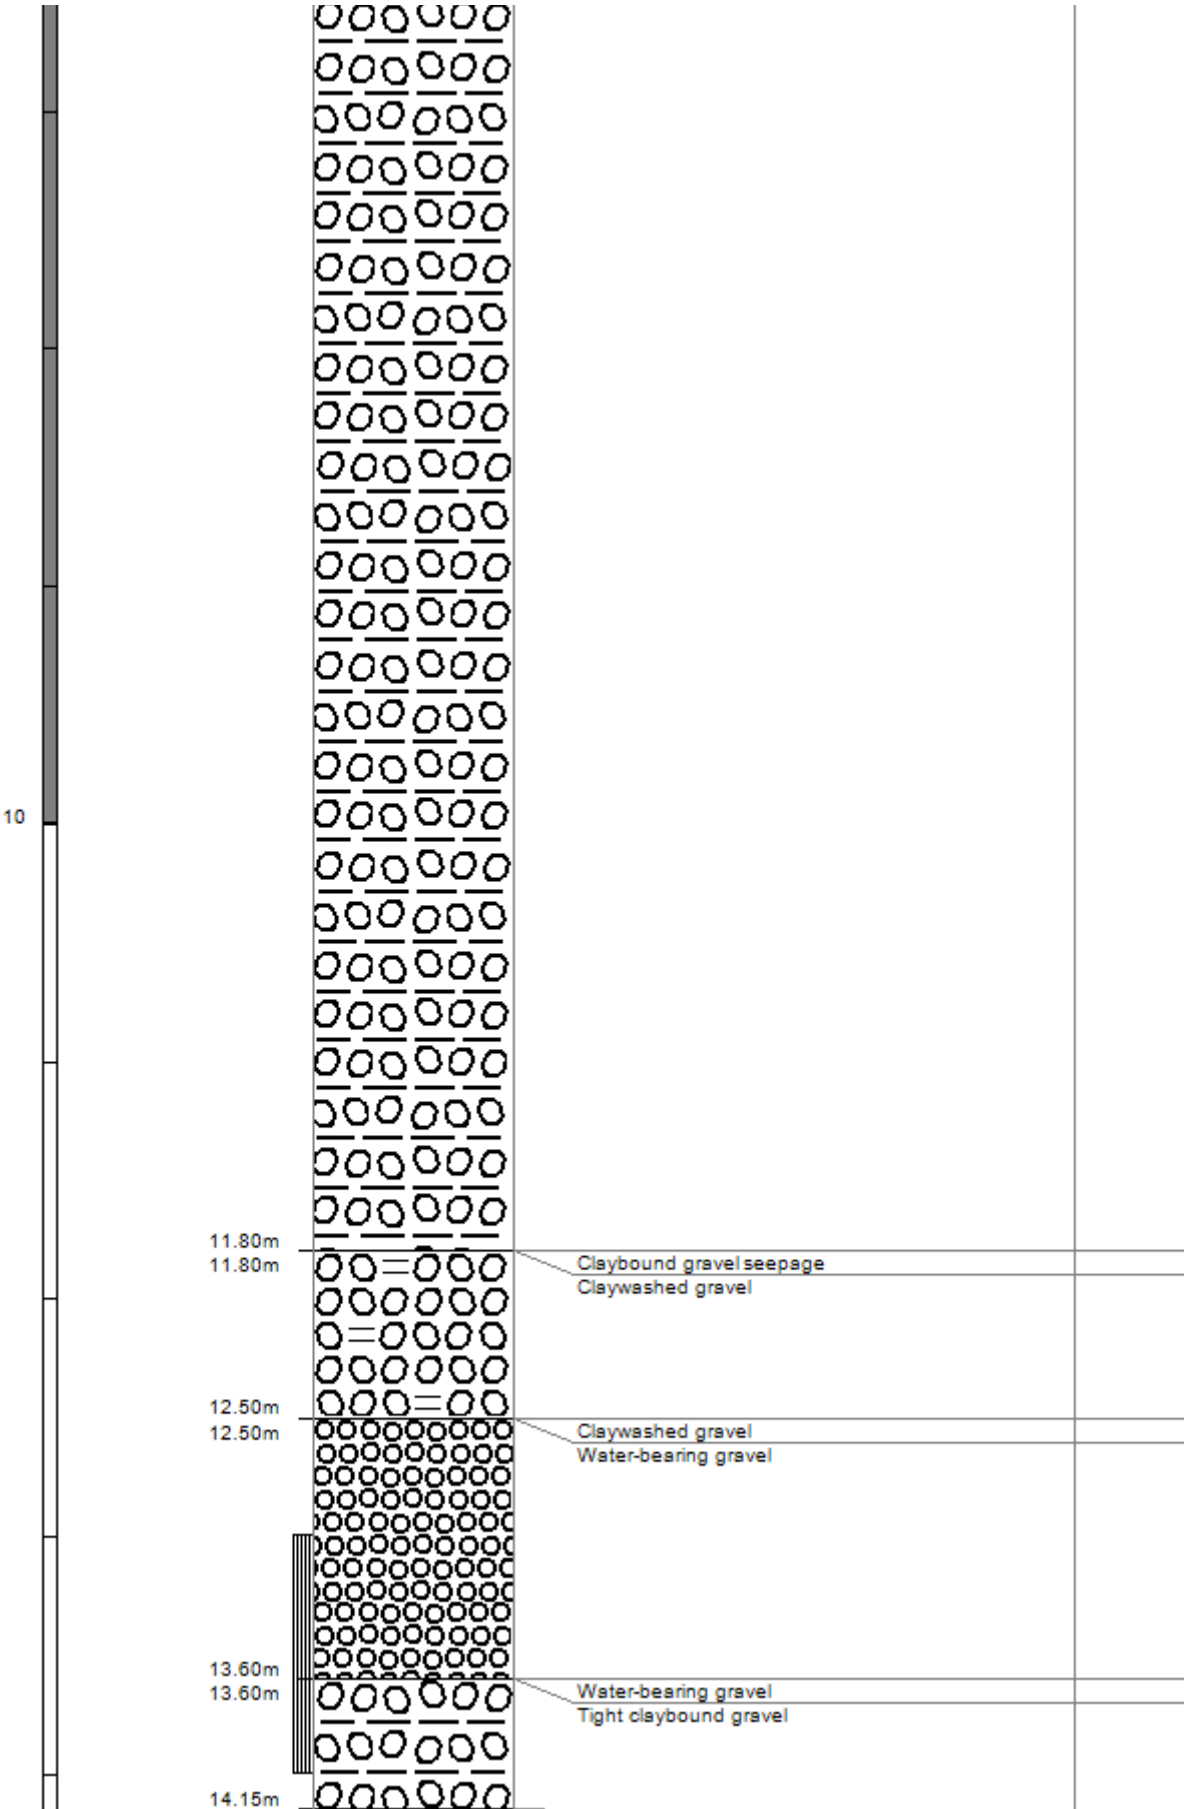 10
11.80m
11.80m
Claybound gravel seepage
Claywashed gravel
12.50m
12.50m
Claywashed gravel
Water-bearing gravel
13.60m
13.60m
Water-bearing gravel
Tight claybound gravel
14.15m